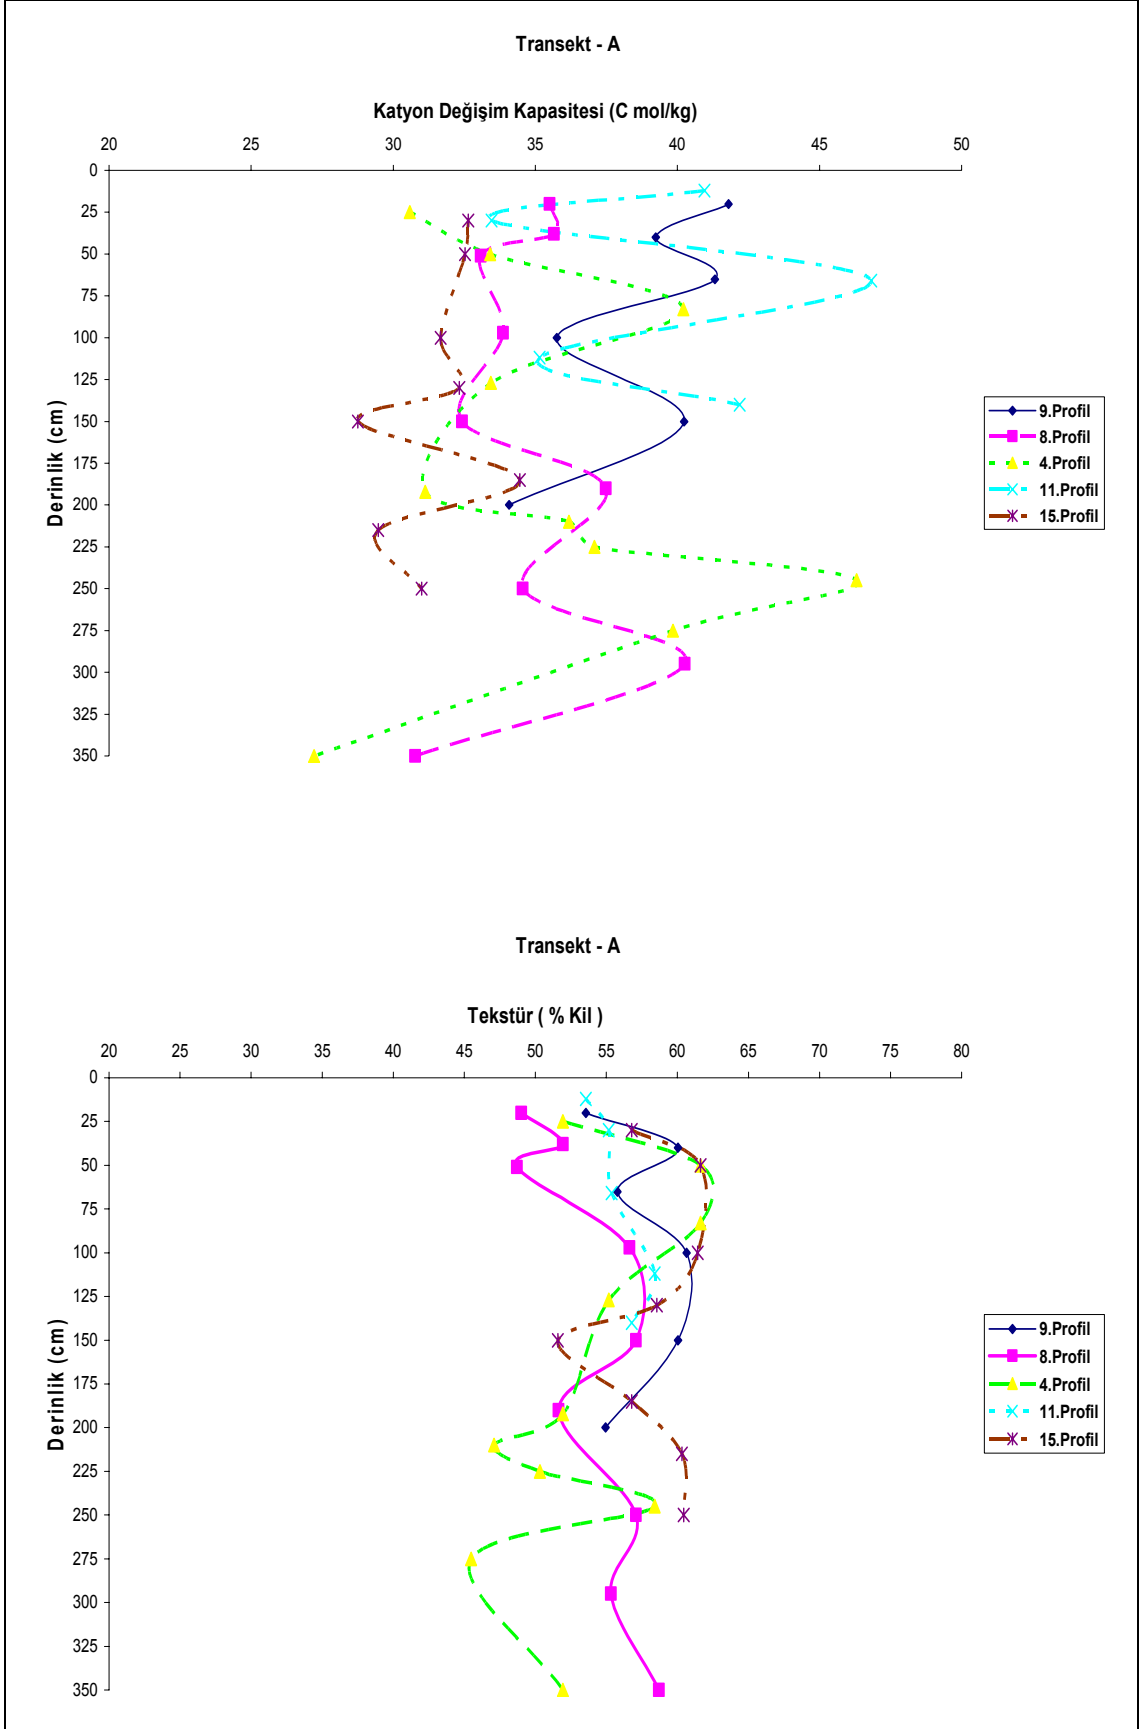 Transekt - A
Katyon Değişim Kapasitesi (C mol/kg)
20 25 30 35 40 45 50
0
25
50
75
100
125
150
175
200
225
250
275
300
325
350
Derinlik (cm)
9.Profil
8.Profil
4.Profil
11.Profil
15.Profil
Transekt - A
Tekstür ( % Kil )
20 25 30 35 40 45 50 55 60 65 70 75 80
0
25
50
75
100
125
150
175
200
225
250
275
300
325
350
Derinlik (cm)
9.Profil
8.Profil
4.Profil
11.Profil
15.Profil